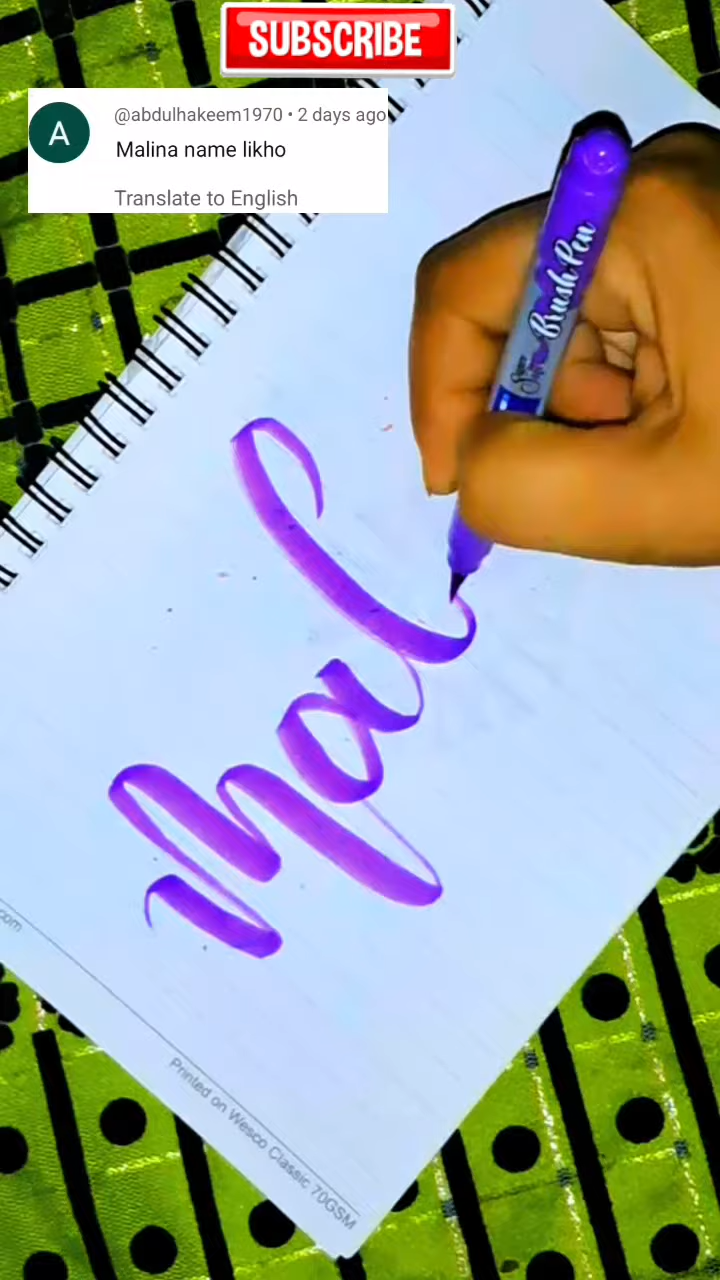 SUBSCRIBE
A
@abdulhakeem1970 • 2 days ago
Malina name likho
Translate to English
Brush Pen
Mal
.com
Printed on Wesco Classic 70GSM